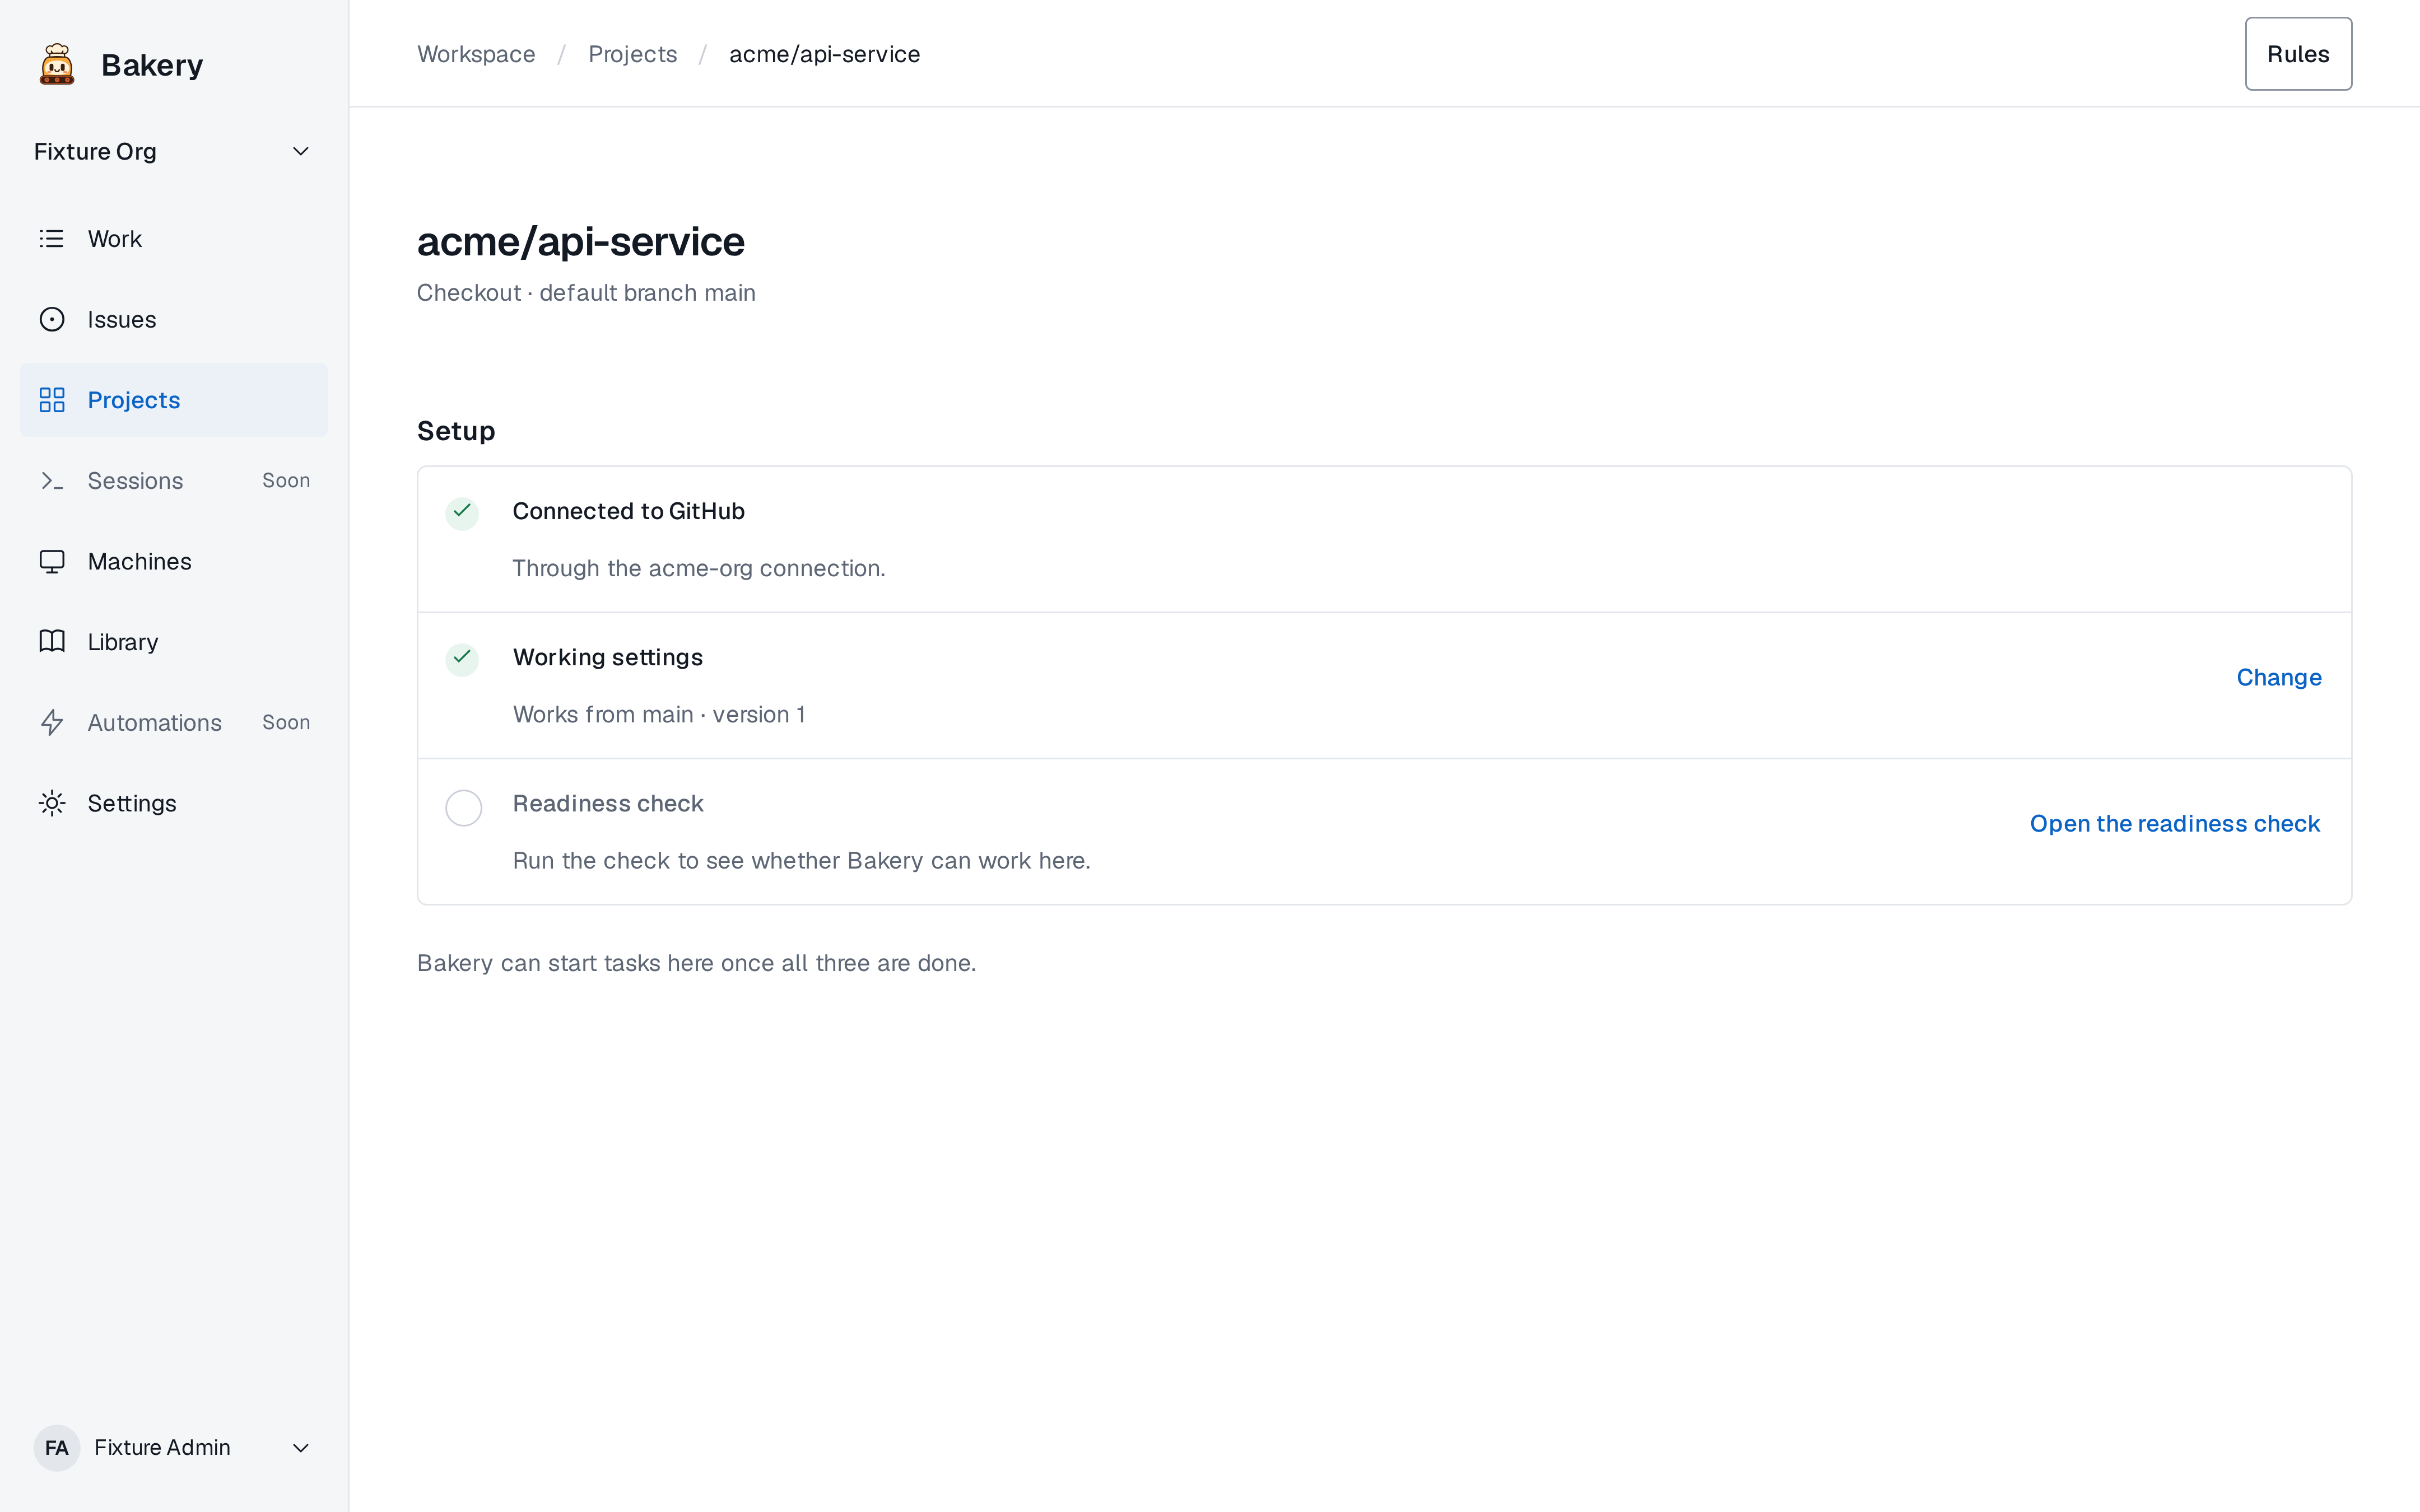 Bakery
Fixture Org
Work
Issues
Projects
Sessions Soon
Machines
Library
Automations Soon
Settings
FA Fixture Admin
Workspace / Projects / acme/api-service
Rules
acme/api-service
Checkout · default branch main
Setup
Connected to GitHub
Through the acme-org connection.
Working settings
Works from main · version 1
Change
Readiness check
Run the check to see whether Bakery can work here.
Open the readiness check
Bakery can start tasks here once all three are done.